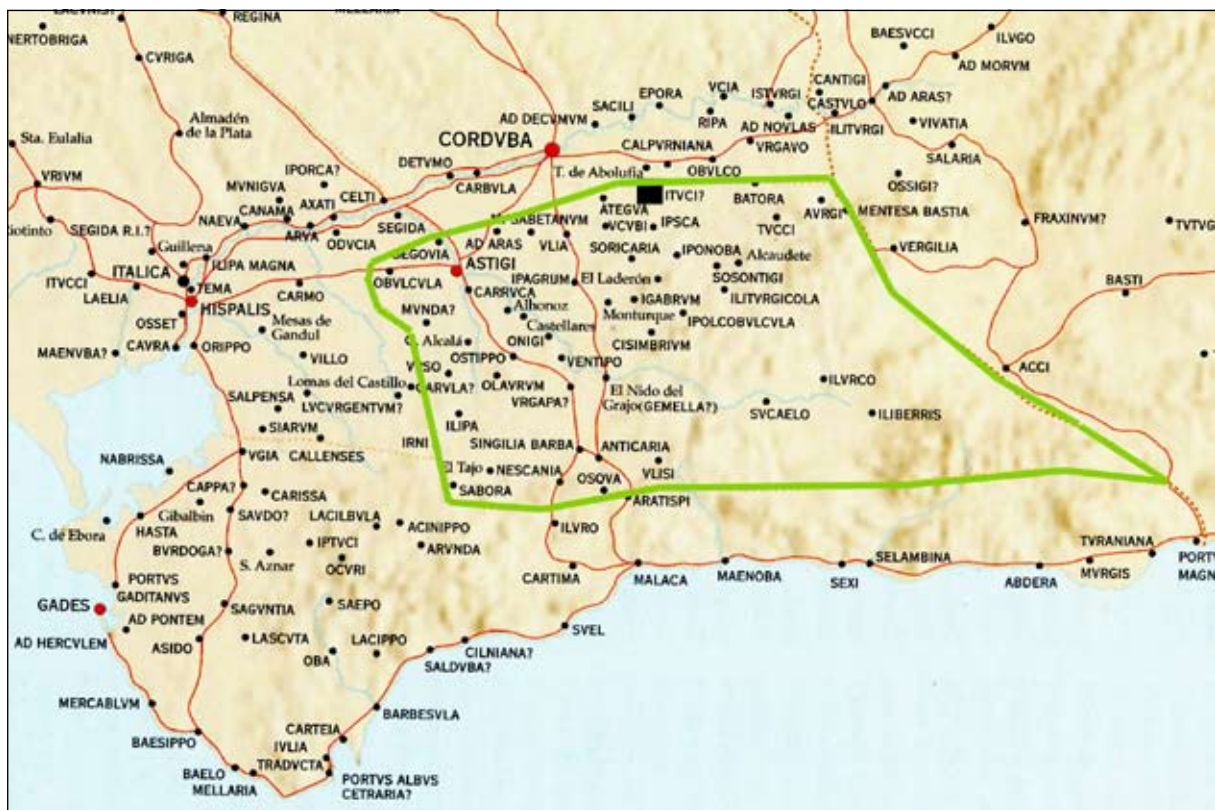 LACVNIS?
MELLARIA
REGINA
NERTOBRIGA
CVRIGA
BAESVCCI
ILVGO
AD MORVM
Almadén
de la Plata
Sta. Eulalia
VRIVM
AD DECVMVM
SACILI
EPORA
VCIA
ISTVRGI
CANTIGI
CASTVLO
AD ARAS?
CORDVBA
RIPA
AD NOVLAS
ILITVRGI
VIVATIA
CALPVRNIANA
VRGAVO
SALARIA
IPORCA?
DETVMO
CARBVLA
T. de Abolufia
OBVLCO
MVNIGVA
CELTI
ITVCI?
BATORA
OSSIGI?
AXATI
CANAMA
NAEVA
ARVA
ODVCIA
SEGIDA
ATEGVA
VCVBI
IPSCA
AVRGI
MENTESA BASTIA
TVCCI
FRAXINVM?
SEGIDA R.I.?
Guillena
SEGOVIA
AD ARAS
SABETANVM
VLIA
SORICARIA
IPONOBA
Alcaudete
VERGILIA
ITALICA
ILIPA MAGNA
OBVLCVLA
ASTIGI
IPAGRUM
El Laderón
SOSONTIGI
BASTI
ITVCCI
TEMA
CARMO
CARRVCA
IGABRVM
ILITVRGICOLA
LAELIA
HISPALIS
MVNDA?
Alhonoz
Castellares
Monturque
IPOLCOBVLCVLA
OSSET
Mesas de
Gandul
ONIGI
CISIMBRIVM
MAENVBA?
CAVRA
ORIPPO
VILLO
Alcalá
OSTIPPO
VENTIPO
ACCI
Lomas del Castillo
CARVLA?
OLAVRVM
El Nido del
Grajo(GEMELLA?)
ILVRCO
SALPENSA
LVCVRGENTVM?
VRGAPA?
SVCAELO
ILIBERRIS
SIARVM
ILIPA
IRNI
SINGILIA BARBA
ANTICARIA
VGIA
CALLENSES
NABRISSA
El Tajo
NESCANIA
OSQVA
VLISI
CAPPA?
CARISSA
SABORA
ARATISPI
Gibalbin
C. de Ebora
HASTA
SAVDO?
LACILBVLA
ACINIPPO
ILVRO
BVRDOGA?
S. Aznar
IPTVCI
OCVRI
ARVNDA
TVRANIANA
PORTVS
GADITANVS
CARTIMA
MALACA
MAENOBA
SEXI
SELAMBINA
ABDERA
MVRGIS
MAGN
GADES
SAGVNTIA
SAEPO
AD PONTEM
AD HERCVLEM
ASIDO
LASCVTA
OBA
LACIPPO
SVEL
CILNIANA?
SALDVBA?
MERCABLVM
BARBESVLA
BAESIPPO
CARTEIA
IVLIA
TRADVCTA
BAELO
MELLARIA
PORTVS ALBVS
CETRARIA?